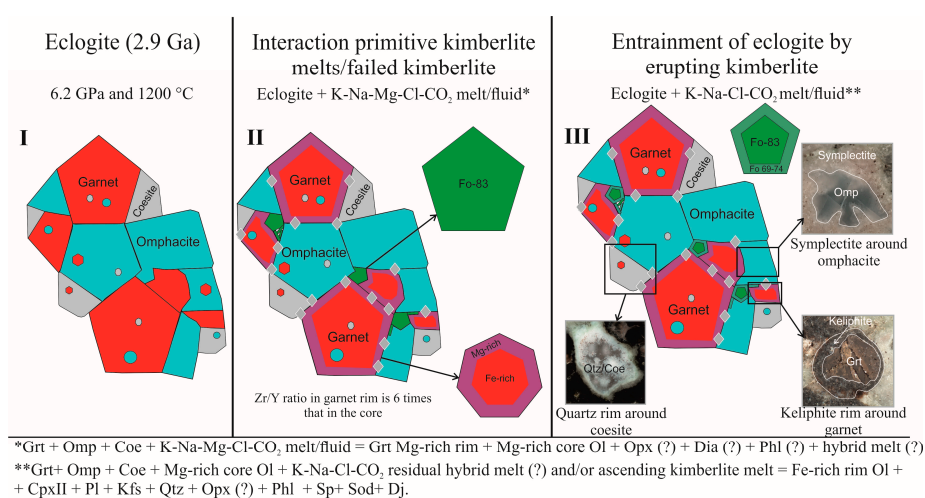 Eclogite (2.9 Ga)
6.2 GPa and 1200 °C
I
Garnet
Coesite
Omphacite
Interaction primitive kimberlite
melts/failed kimberlite
Eclogite + K-Na-Mg-Cl-CO₂ melt/fluid*
II
Garnet
Coesite
Fo-83
Omphacite
Garnet
Mg-rich
Fe-rich
Zr/Y ratio in garnet rim is 6 times
that in the core
Entrainment of eclogite by
erupting kimberlite
Eclogite + K-Na-Cl-CO₂ melt/fluid**
III
Garnet
Fo-83
Fo 69-74
Symplectite
Omp
Omphacite
Symplectite around
omphacite
Garnet
Qtz/Coe
Quartz rim around
coesite
Keliphite
Grt
Keliphite rim around
garnet
*Grt + Omp + Coe + K-Na-Mg-Cl-CO₂ melt/fluid = Grt Mg-rich rim + Mg-rich core Ol + Opx (?) + Dia (?) + Phl (?) + hybrid melt (?)
**Grt+ Omp + Coe + Mg-rich core Ol + K-Na-Cl-CO₂ residual hybrid melt (?) and/or ascending kimberlite melt = Fe-rich rim Ol +
+ CpxII + Pl + Kfs + Qtz + Opx (?) + Phl + Sp+ Sod+ Dj.